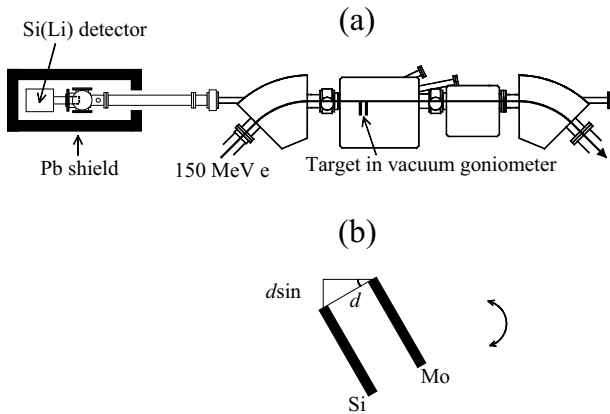 (a)
Si(Li) detector
Pb shield
150 MeV e
Target in vacuum goniometer
(b)
dsin
d
Mo
Si